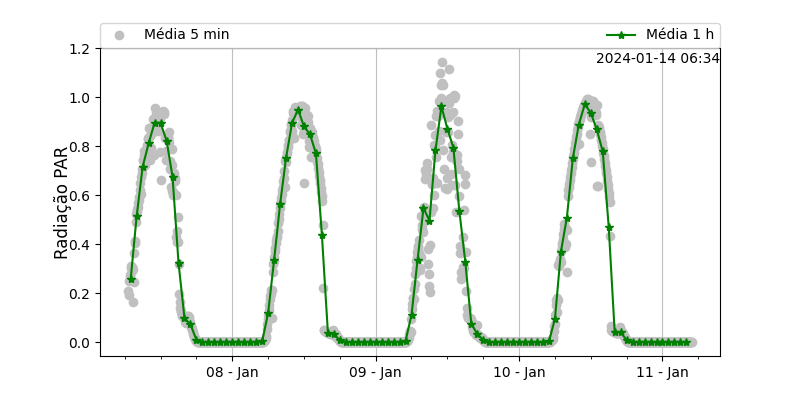 Média 5 min
Média 1 h
2024-01-14 06:34
Radiação PAR
1.2
1.0
0.8
0.6
0.4
0.2
0.0
08 - Jan
09 - Jan
10 - Jan
11 - Jan